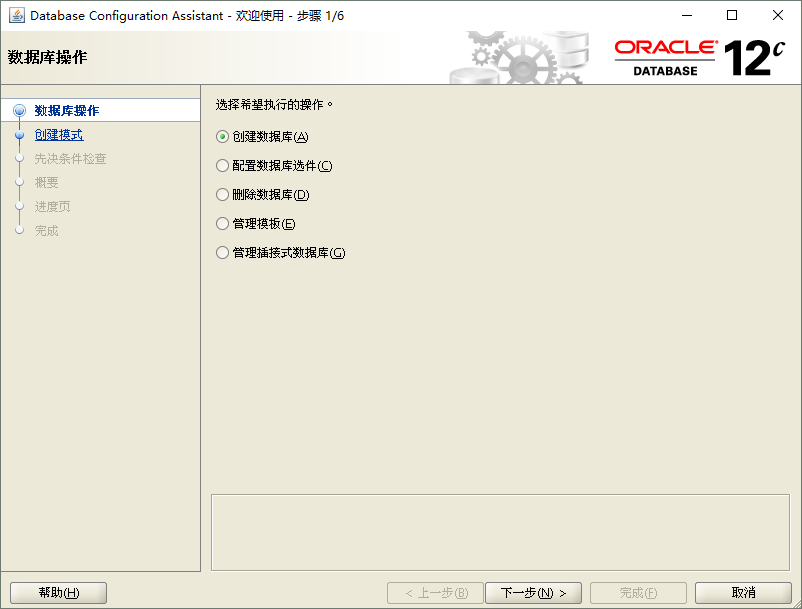 Database Configuration Assistant - 欢迎使用 - 步骤 1/6
数据库操作
ORACLE
DATABASE
12c
数据库操作
创建模式
先决条件检查
概要
进度页
完成
选择希望执行的操作。
创建数据库(A)
配置数据库选件(C)
删除数据库(D)
管理模板(E)
管理插接式数据库(G)
帮助(H)
< 上一步(B)
下一步(N) >
完成(F)
取消